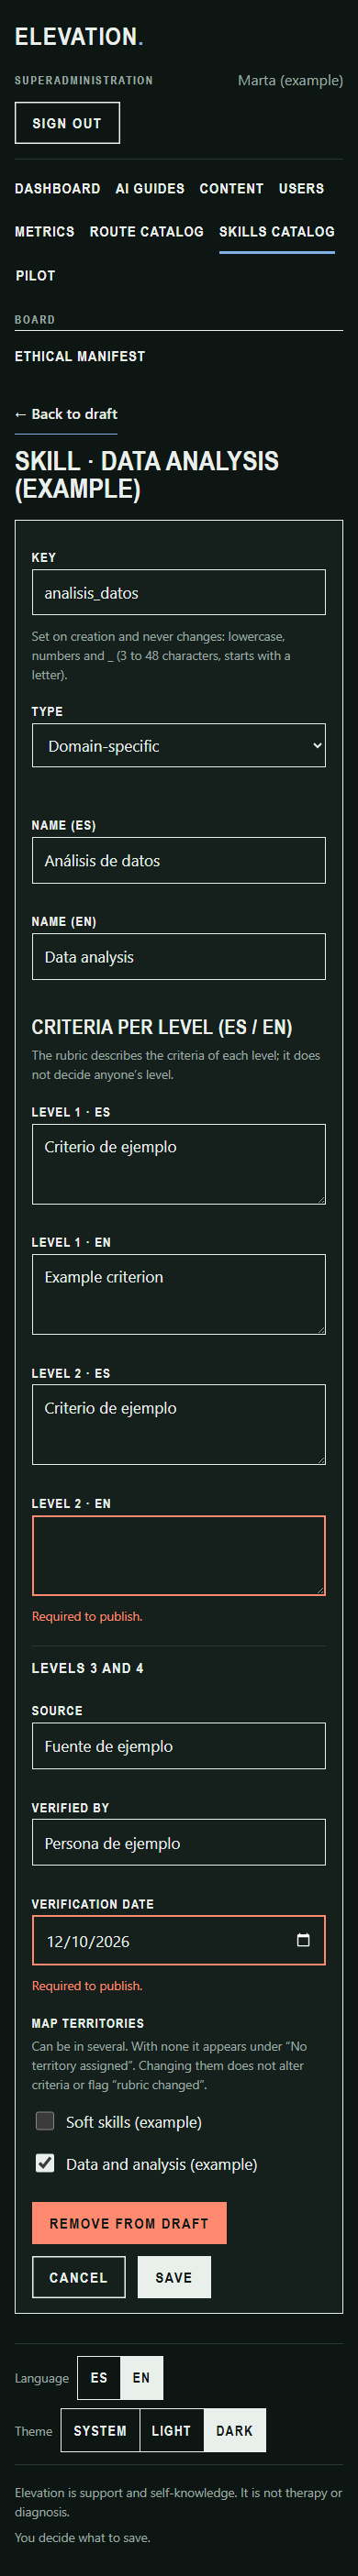 ELEVATION.
SUPERADMINISTRATION
Marta (example)
SIGN OUT
DASHBOARD AI GUIDES CONTENT USERS
METRICS ROUTE CATALOG SKILLS CATALOG
PILOT
BOARD
ETHICAL MANIFEST
← Back to draft
SKILL · DATA ANALYSIS
(EXAMPLE)
KEY
analisis_datos
Set on creation and never changes: lowercase,
numbers and _ (3 to 48 characters, starts with a
letter).
TYPE
Domain-specific
NAME (ES)
Análisis de datos
NAME (EN)
Data analysis
CRITERIA PER LEVEL (ES / EN)
The rubric describes the criteria of each level; it does
not decide anyone's level.
LEVEL 1 · ES
Criterio de ejemplo
LEVEL 1 · EN
Example criterion
LEVEL 2 · ES
Criterio de ejemplo
LEVEL 2 · EN
Required to publish.
LEVELS 3 AND 4
SOURCE
Fuente de ejemplo
VERIFIED BY
Persona de ejemplo
VERIFICATION DATE
12/10/2026
Required to publish.
MAP TERRITORIES
Can be in several. With none it appears under “No
territory assigned”. Changing them does not alter
criteria or flag “rubric changed”.
Soft skills (example)
Data and analysis (example)
REMOVE FROM DRAFT
CANCEL SAVE
Language ES EN
Theme SYSTEM LIGHT DARK
Elevation is support and self-knowledge. It is not therapy or
diagnosis.
You decide what to save.